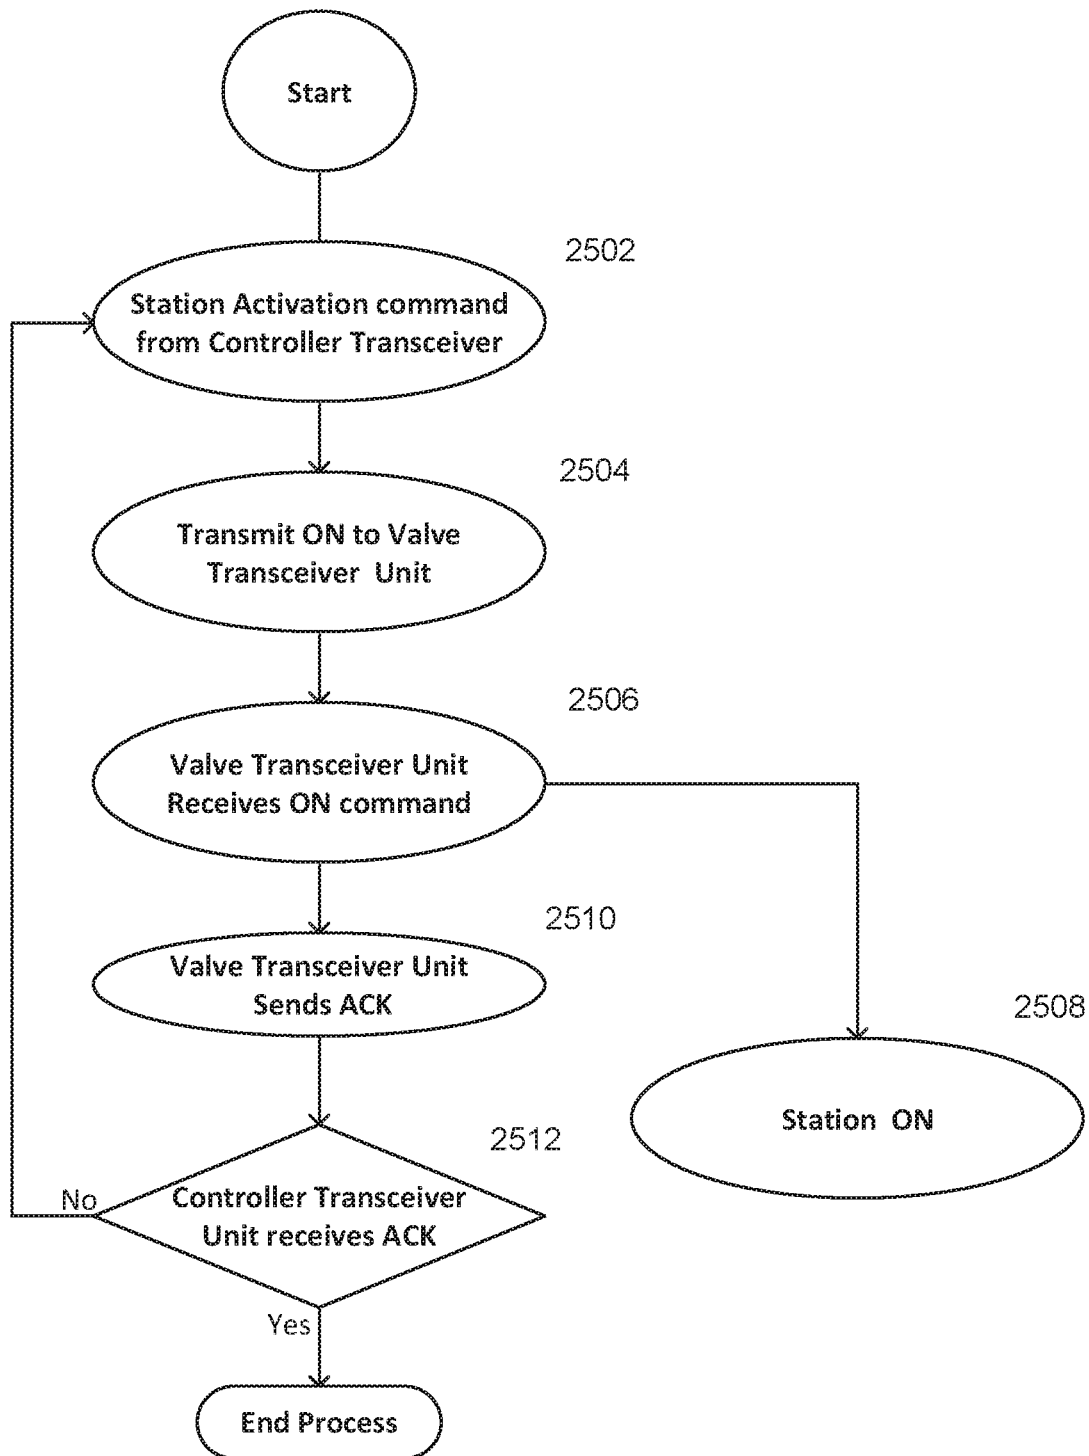 Start
2502
Station Activation command
from Controller Transceiver
2504
Transmit ON to Valve
Transceiver Unit
2506
Valve Transceiver Unit
Receives ON command
2510
Valve Transceiver Unit
Sends ACK
2508
Station ON
2512
Controller Transceiver
Unit receives ACK
No
Yes
End Process